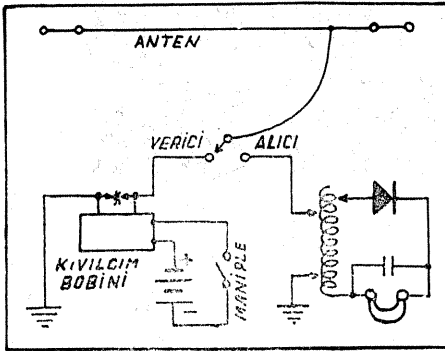 ANTEN
VERİCİ
ALICI
KIVILCIM
BOBİNİ
+
−
MANİPLE